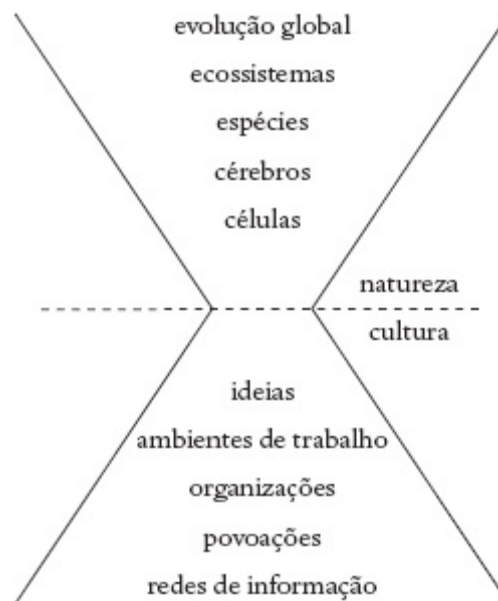 evolução global
ecossistemas
espécies
cérebros
células
natureza
cultura
ideias
ambientes de trabalho
organizações
povoações
redes de informação